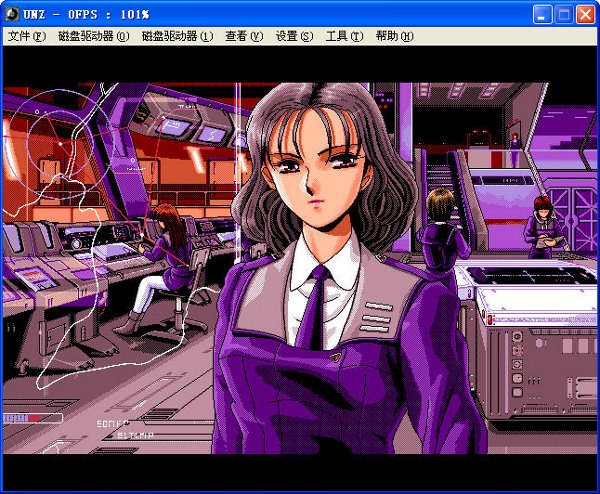 UNZ - 0FPS : 101%
文件(F) 磁盘驱动器(0) 磁盘驱动器(1) 查看(V) 设置(S) 工具(T) 帮助(H)